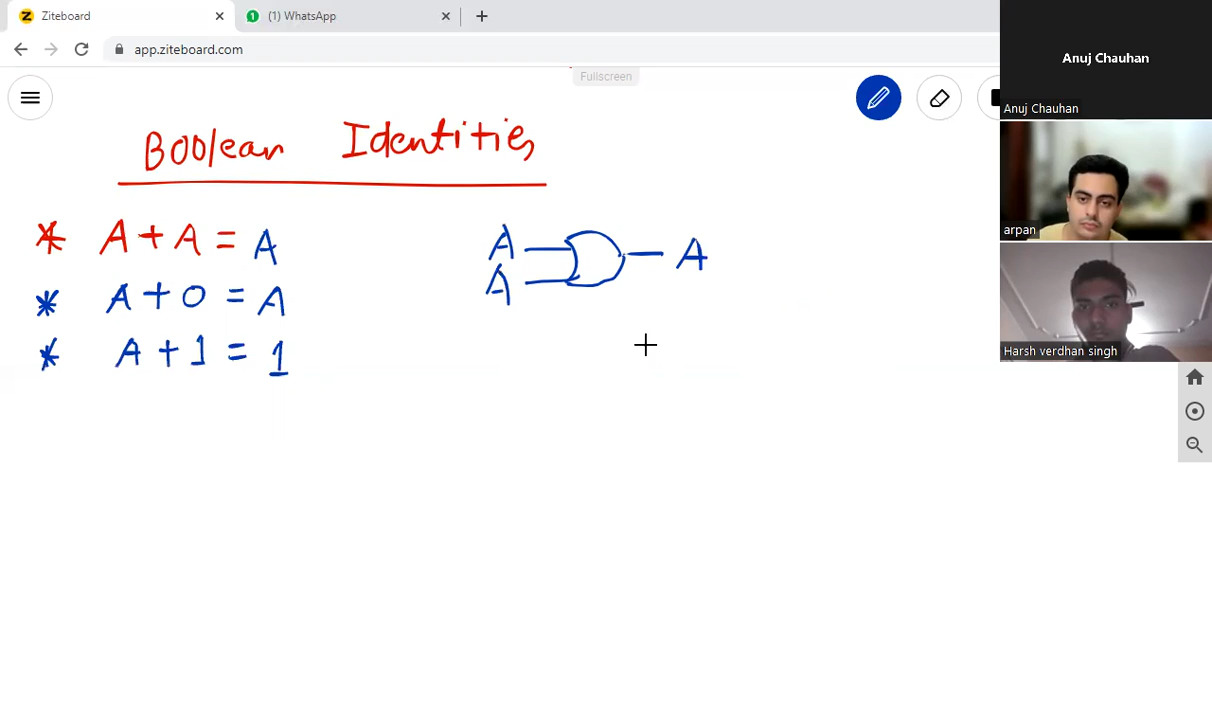 Ziteboard
1 (1) WhatsApp
app.ziteboard.com
Fullscreen
Boolean Identities
* A + A = A
* A + 0 = A
* A + 1 = 1
A
A
A
Anuj Chauhan
Anuj Chauhan
arpan
Harsh verdhan singh